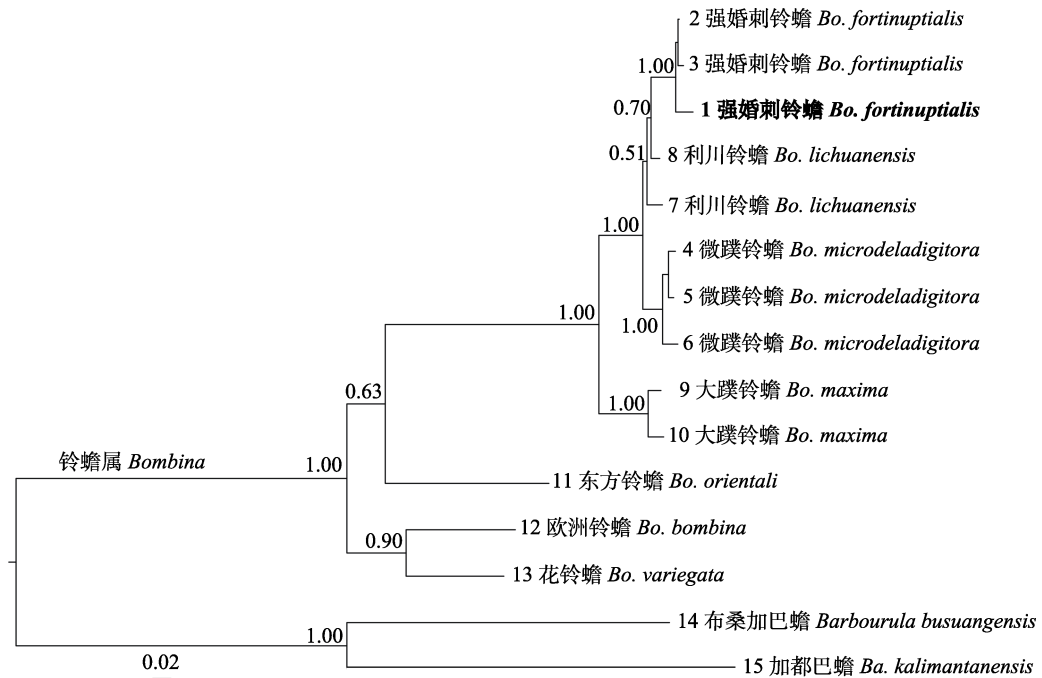 2 强婚刺铃蟾 Bo. fortinuptialis
1.00
3 强婚刺铃蟾 Bo. fortinuptialis
0.70
1 强婚刺铃蟾 Bo. fortinuptialis
0.51
8 利川铃蟾 Bo. lichuanensis
7 利川铃蟾 Bo. lichuanensis
1.00
4 微蹼铃蟾 Bo. microdeladigitora
5 微蹼铃蟾 Bo. microdeladigitora
1.00
1.00
6 微蹼铃蟾 Bo. microdeladigitora
0.63
1.00
9 大蹼铃蟾 Bo. maxima
10 大蹼铃蟾 Bo. maxima
铃蟾属 Bombina
1.00
11 东方铃蟾 Bo. orientali
0.90
12 欧洲铃蟾 Bo. bombina
13 花铃蟾 Bo. variegata
1.00
14 布桑加巴蟾 Barbourula busuangensis
0.02
15 加都巴蟾 Ba. kalimantanensis